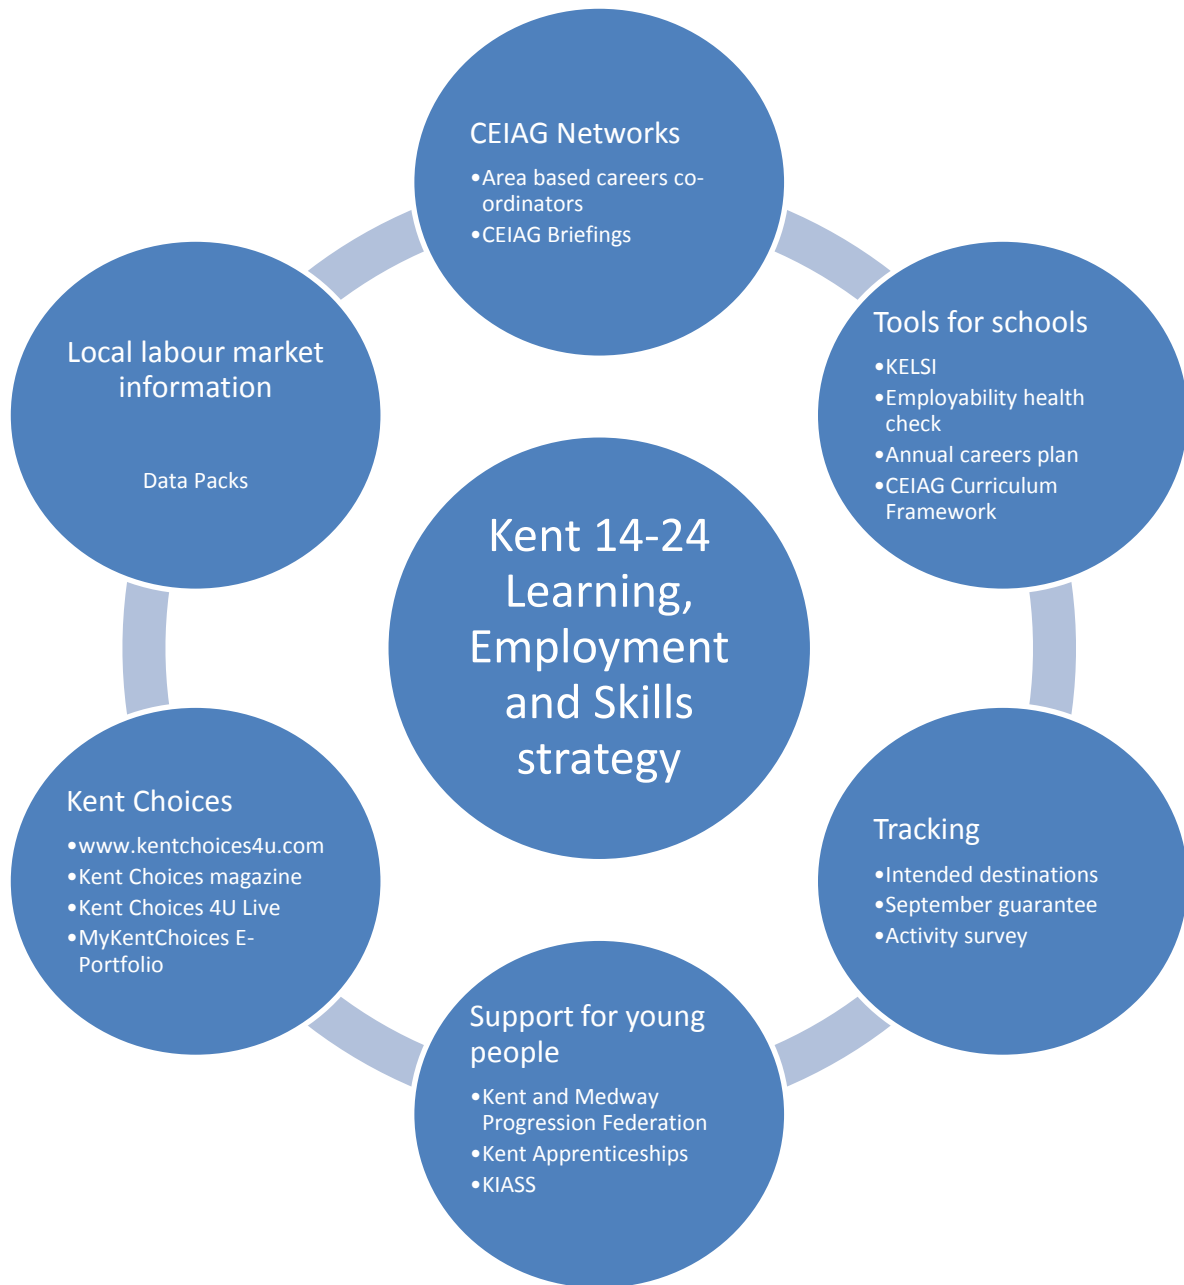 CEIAG Networks
•Area based careers co-
ordinators
•CEIAG Briefings
Tools for schools
•KELSI
•Employability health
check
•Annual careers plan
•CEIAG Curriculum
Framework
Tracking
•Intended destinations
•September guarantee
•Activity survey
Support for young
people
•Kent and Medway
Progression Federation
•Kent Apprenticeships
•KIASS
Kent Choices
•www.kentchoices4u.com
•Kent Choices magazine
•Kent Choices 4U Live
•MyKentChoices E-
Portfolio
Local labour market
information
Data Packs
Kent 14-24
Learning,
Employment
and Skills
strategy